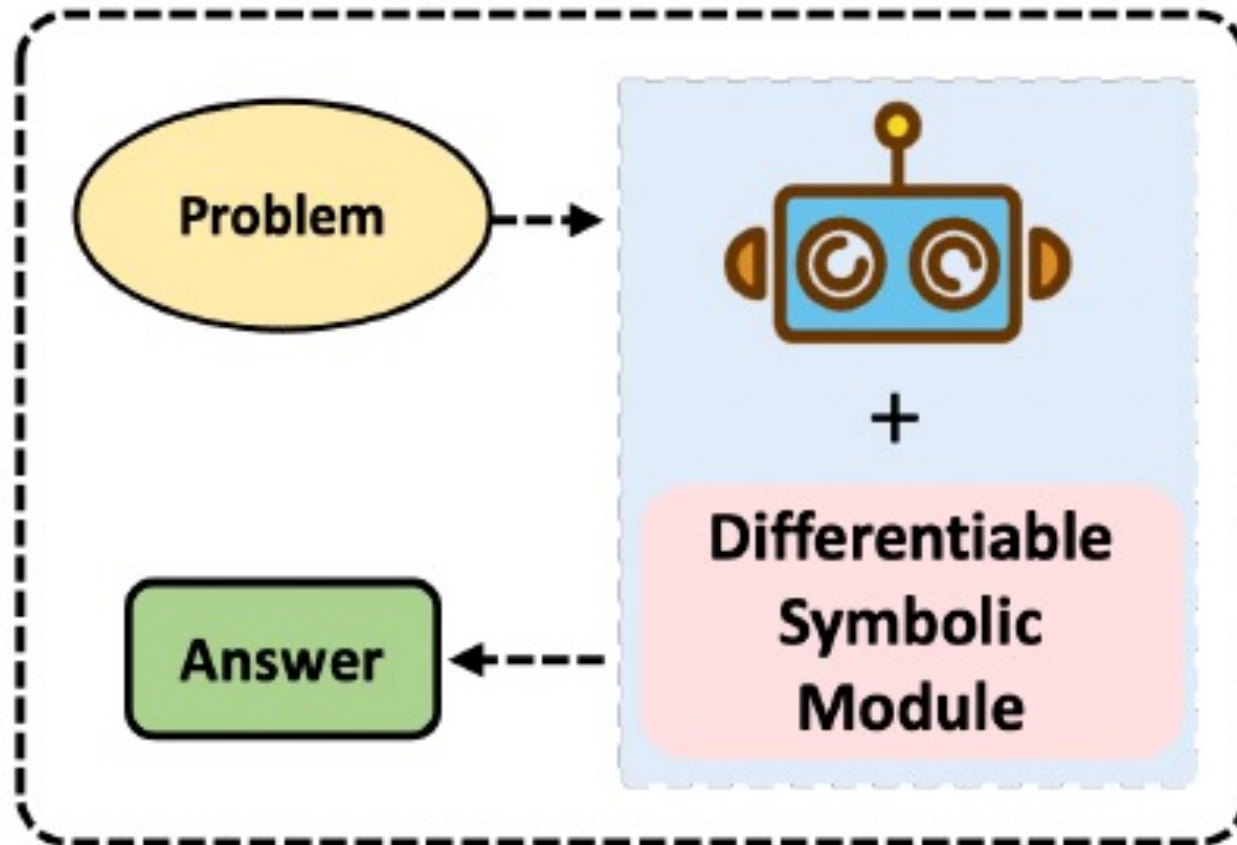 Problem
+
Differentiable
Symbolic
Module
Answer